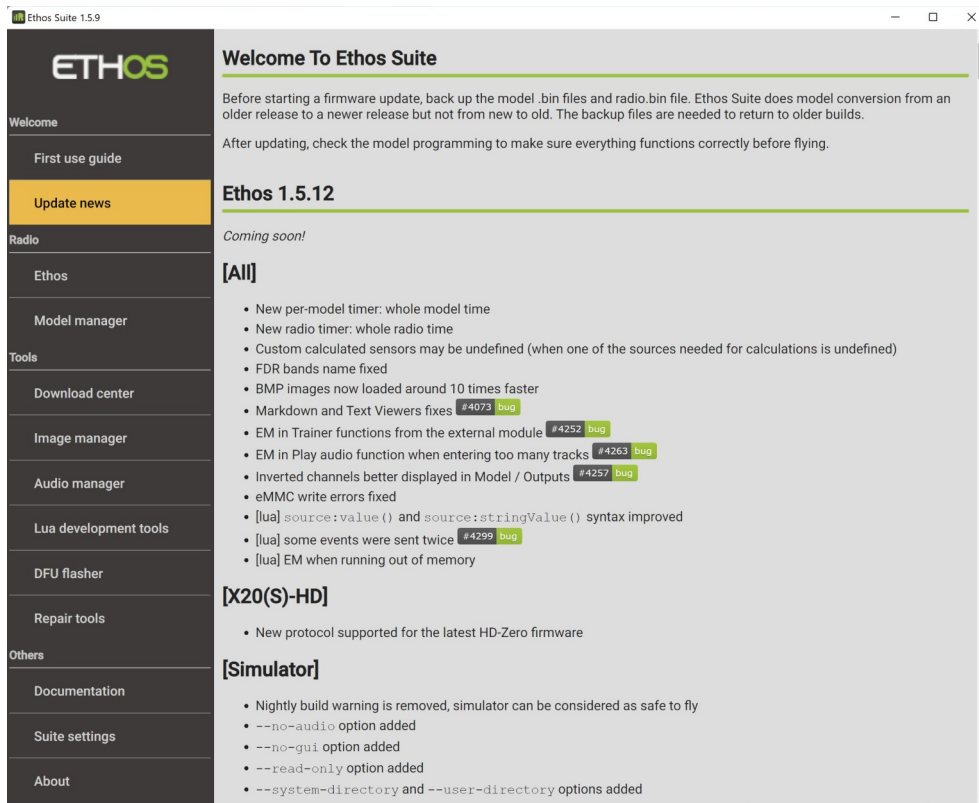 Ethos Suite 1.5.9
ETHOS
Welcome
First use guide
Update news
Radio
Ethos
Model manager
Tools
Download center
Image manager
Audio manager
Lua development tools
DFU flasher
Repair tools
Others
Documentation
Suite settings
About
Welcome To Ethos Suite
Before starting a firmware update, back up the model .bin files and radio.bin file. Ethos Suite does model conversion from an
older release to a newer release but not from new to old. The backup files are needed to return to older builds.
After updating, check the model programming to make sure everything functions correctly before flying.
Ethos 1.5.12
Coming soon!
[All]
• New per-model timer: whole model time
• New radio timer: whole radio time
• Custom calculated sensors may be undefined (when one of the sources needed for calculations is undefined)
• FDR bands name fixed
• BMP images now loaded around 10 times faster
• Markdown and Text Viewers fixes #4073 bug
• EM in Trainer functions from the external module #4252 bug
• EM in Play audio function when entering too many tracks #4263 bug
• Inverted channels better displayed in Model / Outputs #4257 bug
• eMMC write errors fixed
• [lua] source:value() and source:stringValue() syntax improved
• [lua] some events were sent twice #4299 bug
• [lua] EM when running out of memory
[X20(S)-HD]
• New protocol supported for the latest HD-Zero firmware
[Simulator]
• Nightly build warning is removed, simulator can be considered as safe to fly
• --no-audio option added
• --no-gui option added
• --read-only option added
• --system-directory and --user-directory options added